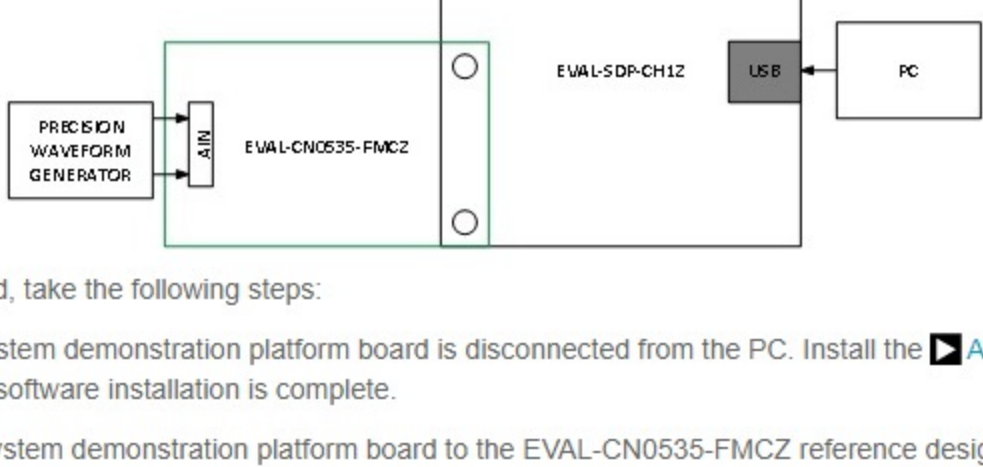 PRECISION
WAVEFORM
GENERATOR
AIN
EVAL-CN0535-FMCZ
EVAL-SDP-CH1Z
USB
PC
d, take the following steps:
stem demonstration platform board is disconnected from the PC. Install the A
software installation is complete.
ystem demonstration platform board to the EVAL-CN0535-FMCZ reference desig